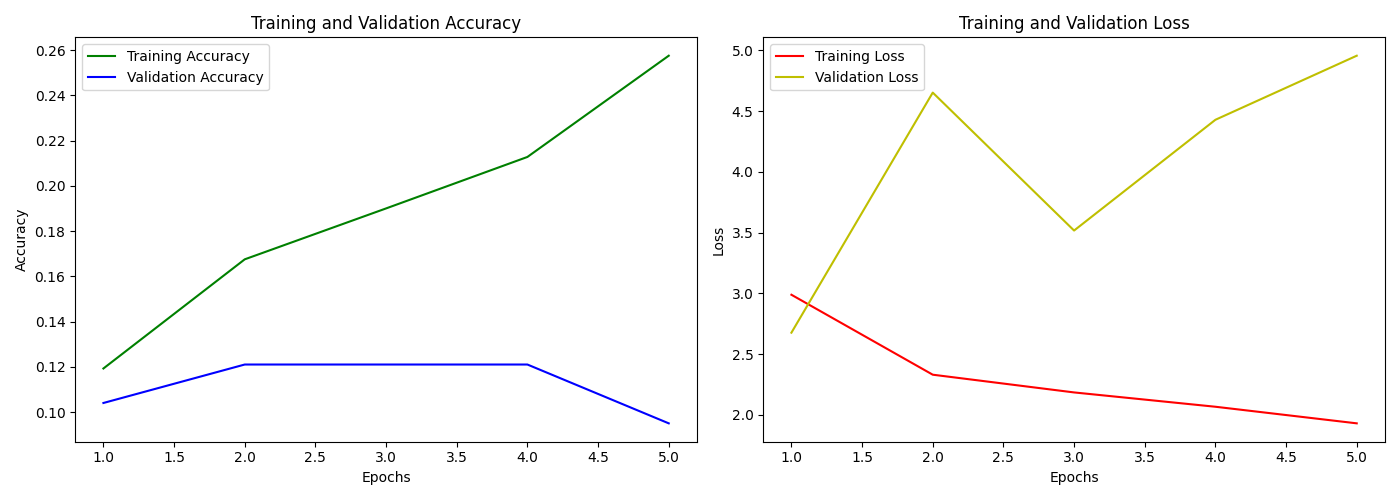 Training and Validation Accuracy
Training Accuracy
Validation Accuracy
0.26
0.24
0.22
0.20
0.18
0.16
0.14
0.12
0.10
Accuracy
1.0 1.5 2.0 2.5 3.0 3.5 4.0 4.5 5.0
Epochs
Training and Validation Loss
Training Loss
Validation Loss
5.0
4.5
4.0
3.5
3.0
2.5
2.0
Loss
1.0 1.5 2.0 2.5 3.0 3.5 4.0 4.5 5.0
Epochs